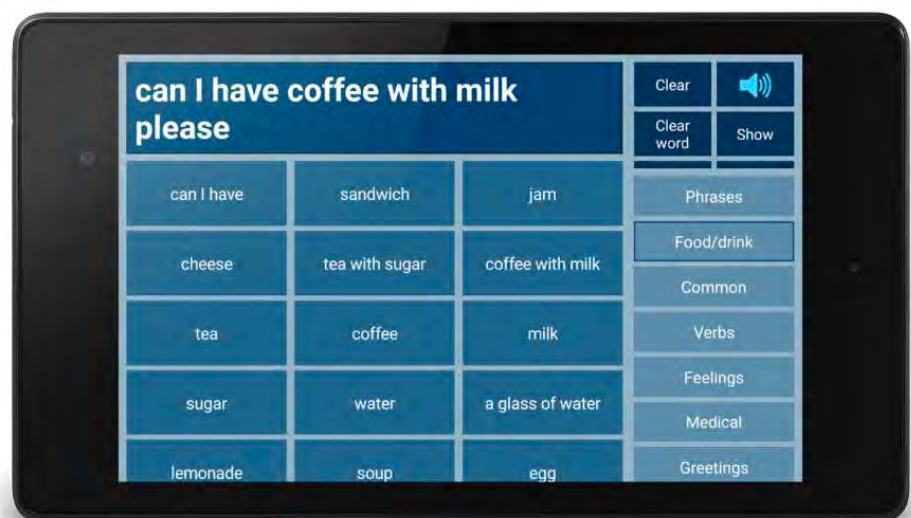 can I have coffee with milk
please
Clear
Clear
word
Show
can I have
sandwich
jam
cheese
tea with sugar
coffee with milk
tea
coffee
milk
sugar
water
a glass of water
lemonade
soup
egg
Phrases
Food/drink
Common
Verbs
Feelings
Medical
Greetings